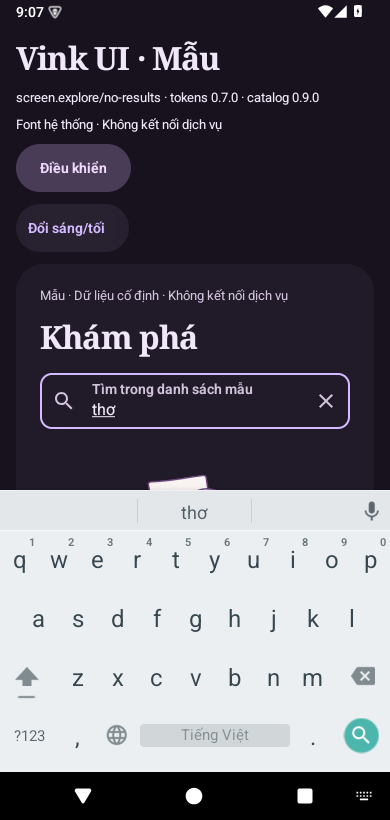 9:07
Vink UI · Mẫu
screen.explore/no-results · tokens 0.7.0 · catalog 0.9.0
Font hệ thống · Không kết nối dịch vụ
Điều khiển
Đổi sáng/tối
Mẫu · Dữ liệu cố định · Không kết nối dịch vụ
Khám phá
Tìm trong danh sách mẫu
thơ
thơ
1 2 3 4 5 6 7 8 9 0
q w e r t y u i o p
a s d f g h j k l
z x c v b n m
?123 , Tiếng Việt .